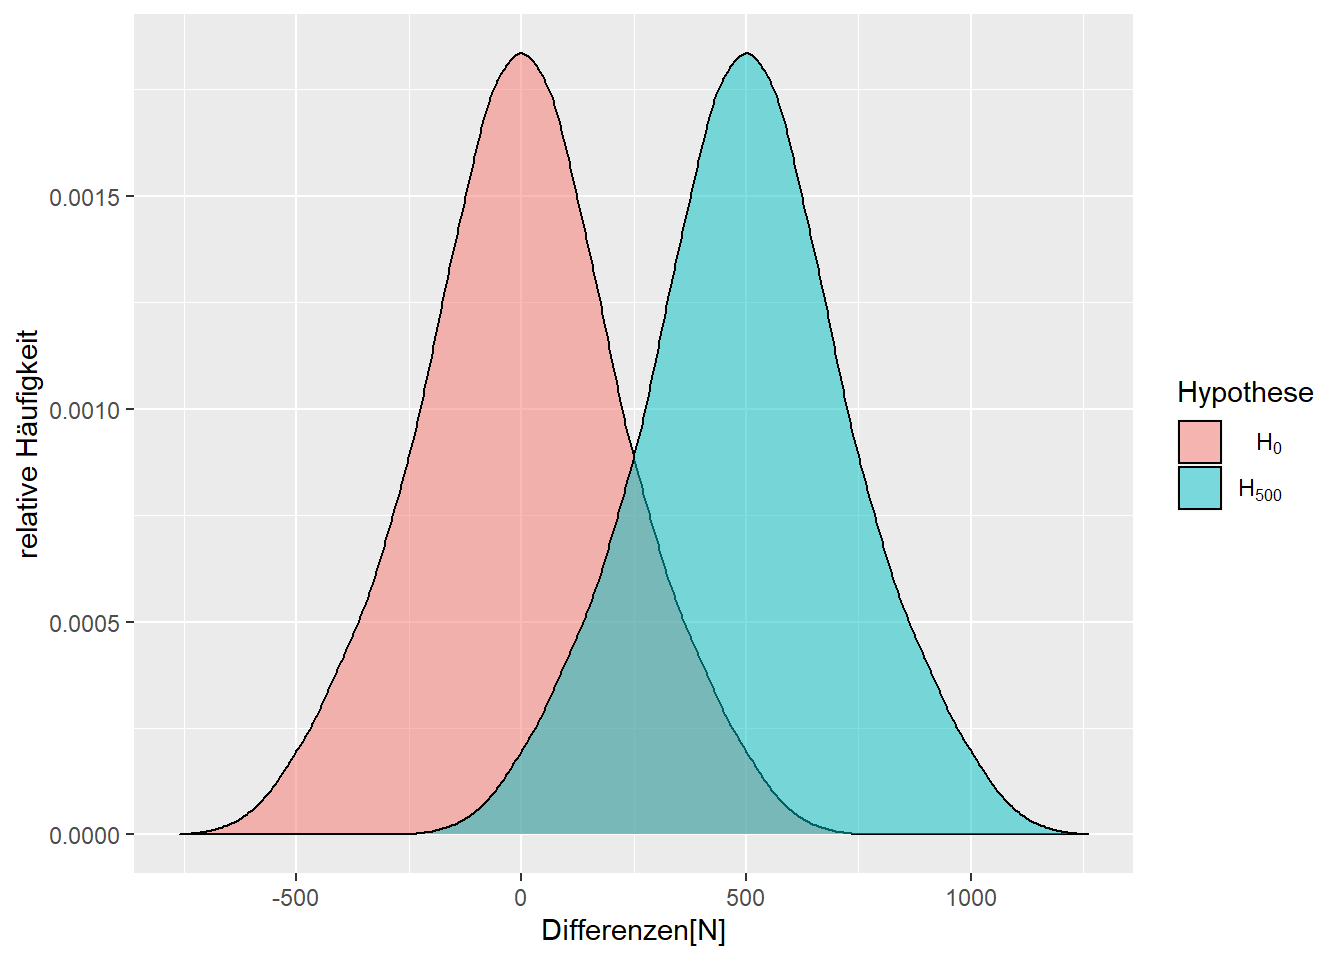 relative Häufigkeit
0.0015
0.0010
0.0005
0.0000
-500 0 500 1000
Differenzen[N]
Hypothese
H₀
H₅₀₀